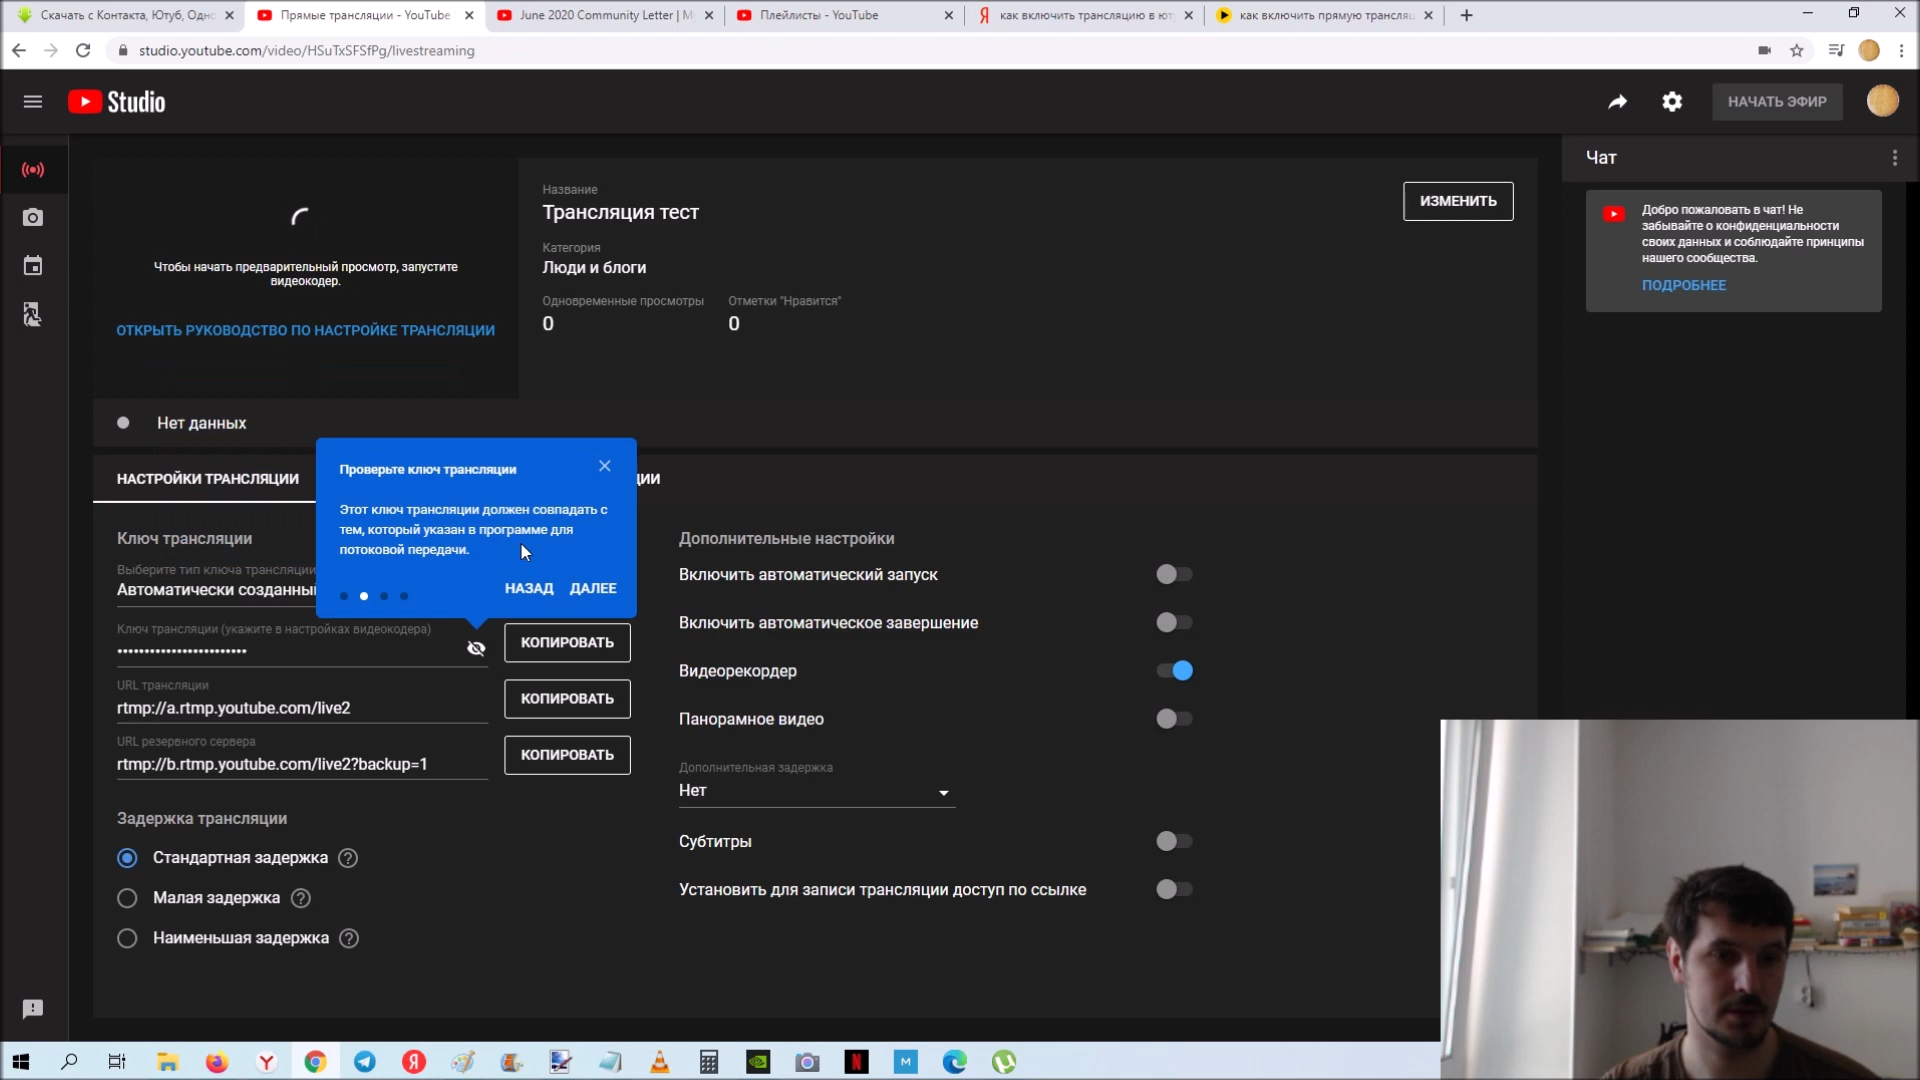 Скачать с Контакта, Ютуб, Одно
Прямые трансляции - YouTube
June 2020 Community Letter | M
Плейлисты - YouTube
Я как включить трансляцию в ют
как включить прямую трансляц
studio.youtube.com/video/HSuTxSFSfPg/livestreaming
Studio
НАЧАТЬ ЭФИР
Чтобы начать предварительный просмотр, запустите
видеокодер.
ОТКРЫТЬ РУКОВОДСТВО ПО НАСТРОЙКЕ ТРАНСЛЯЦИИ
Название
Трансляция тест
ИЗМЕНИТЬ
Категория
Люди и блоги
Одновременные просмотры
Отметки "Нравится"
0
0
Чат
Добро пожаловать в чат! Не
забывайте о конфиденциальности
своих данных и соблюдайте принципы
нашего сообщества.
ПОДРОБНЕЕ
Нет данных
НАСТРОЙКИ ТРАНСЛЯЦИИ
ЦИИ
Проверьте ключ трансляции
Этот ключ трансляции должен совпадать с
тем, который указан в программе для
потоковой передачи.
НАЗАД
ДАЛЕЕ
Ключ трансляции
Выберите тип ключа трансляции
Автоматически созданный
Ключ трансляции (укажите в настройках видеокодера)
••••••••••••••••••••••••
КОПИРОВАТЬ
URL трансляции
rtmp://a.rtmp.youtube.com/live2
КОПИРОВАТЬ
URL резервного сервера
rtmp://b.rtmp.youtube.com/live2?backup=1
КОПИРОВАТЬ
Задержка трансляции
Стандартная задержка
Малая задержка
Наименьшая задержка
Дополнительные настройки
Включить автоматический запуск
Включить автоматическое завершение
Видеорекордер
Панорамное видео
Дополнительная задержка
Нет
Субтитры
Установить для записи трансляции доступ по ссылке